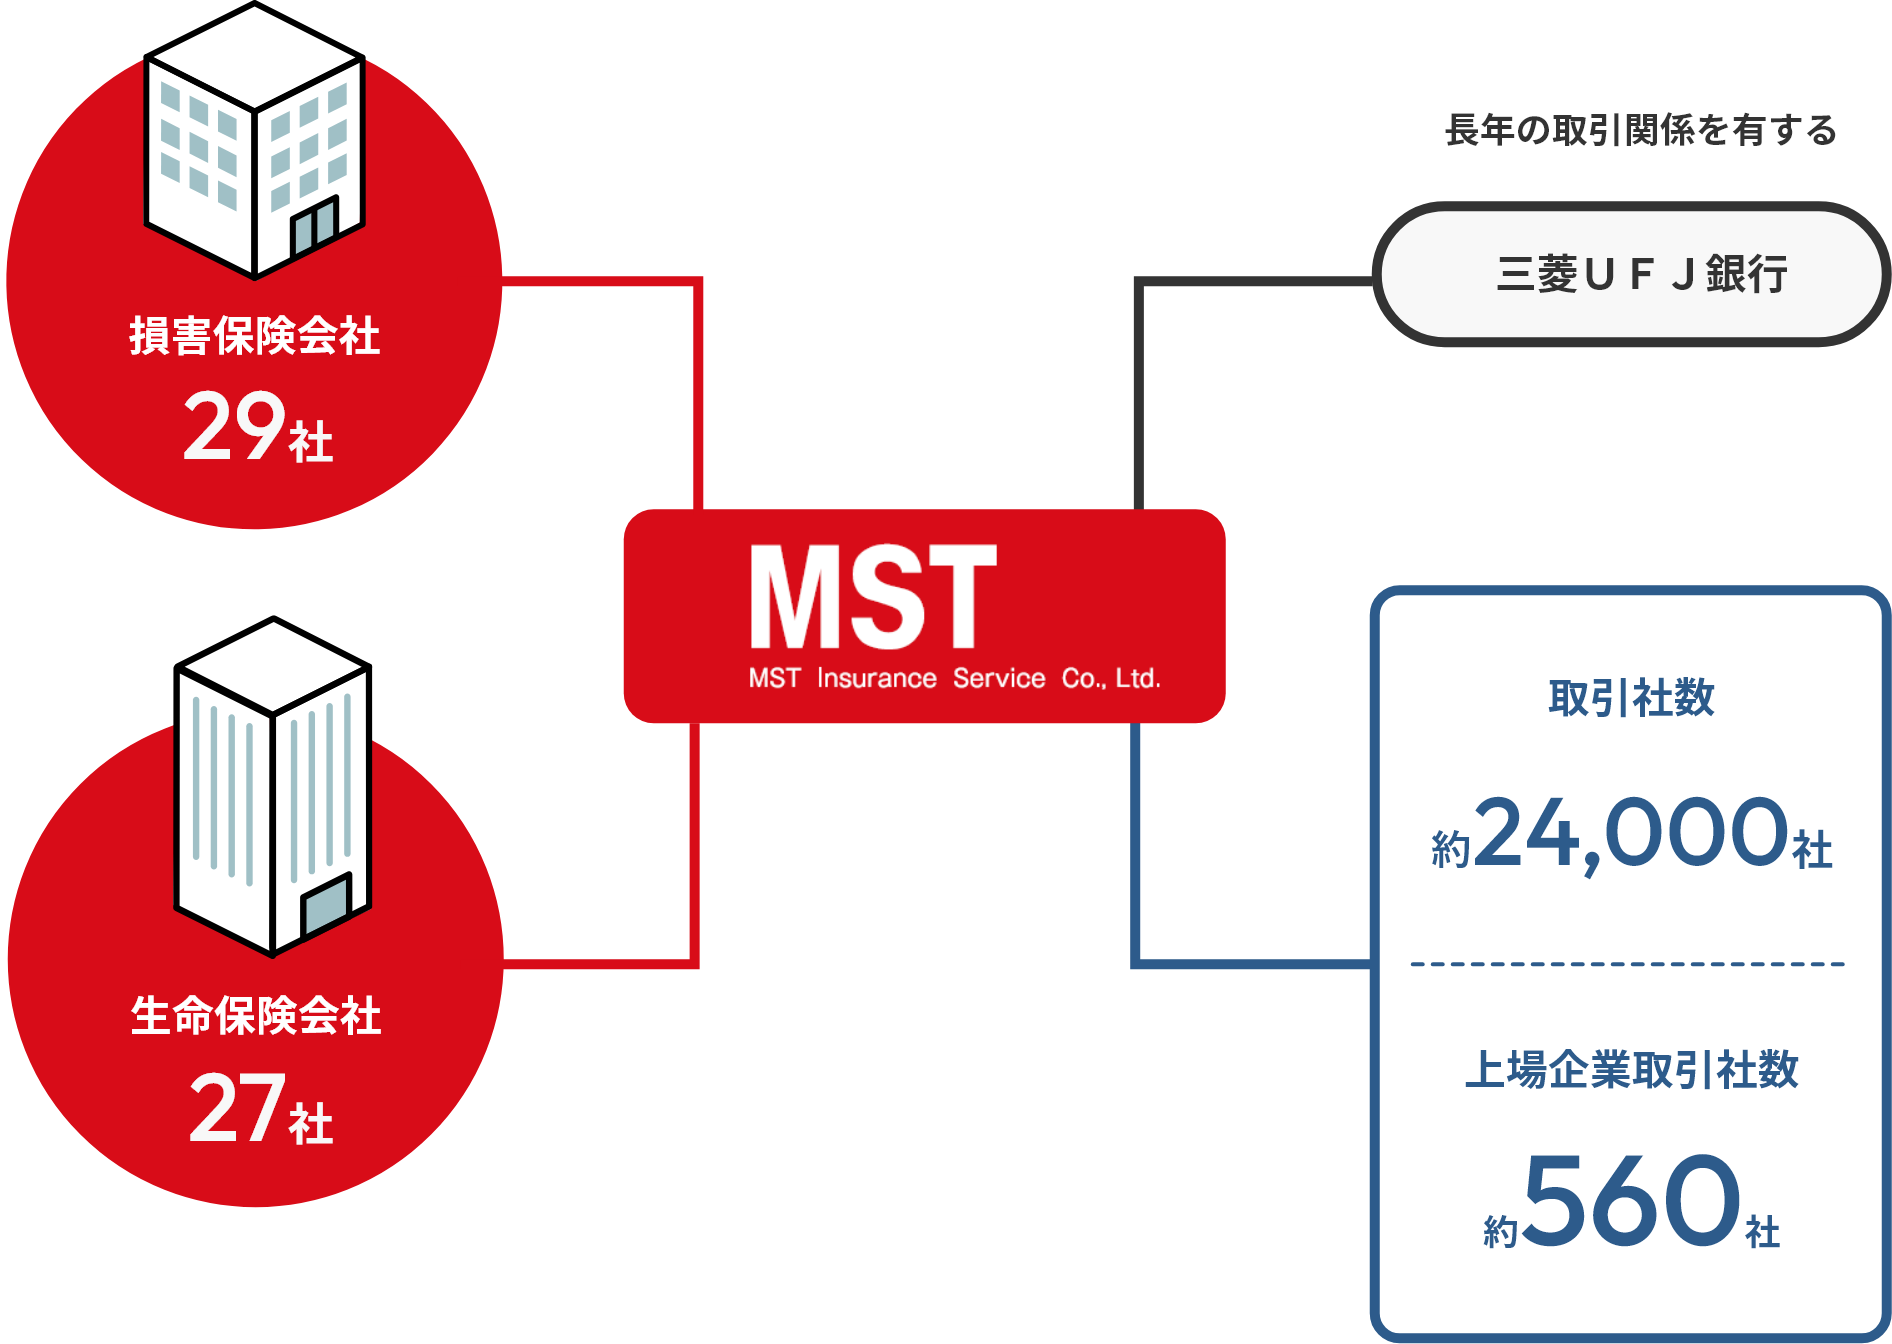 損害保険会社
29社
生命保険会社
27社
MST
MST Insurance Service Co., Ltd.
長年の取引関係を有する
三菱UFJ銀行
取引社数
約24,000社
上場企業取引社数
約560社